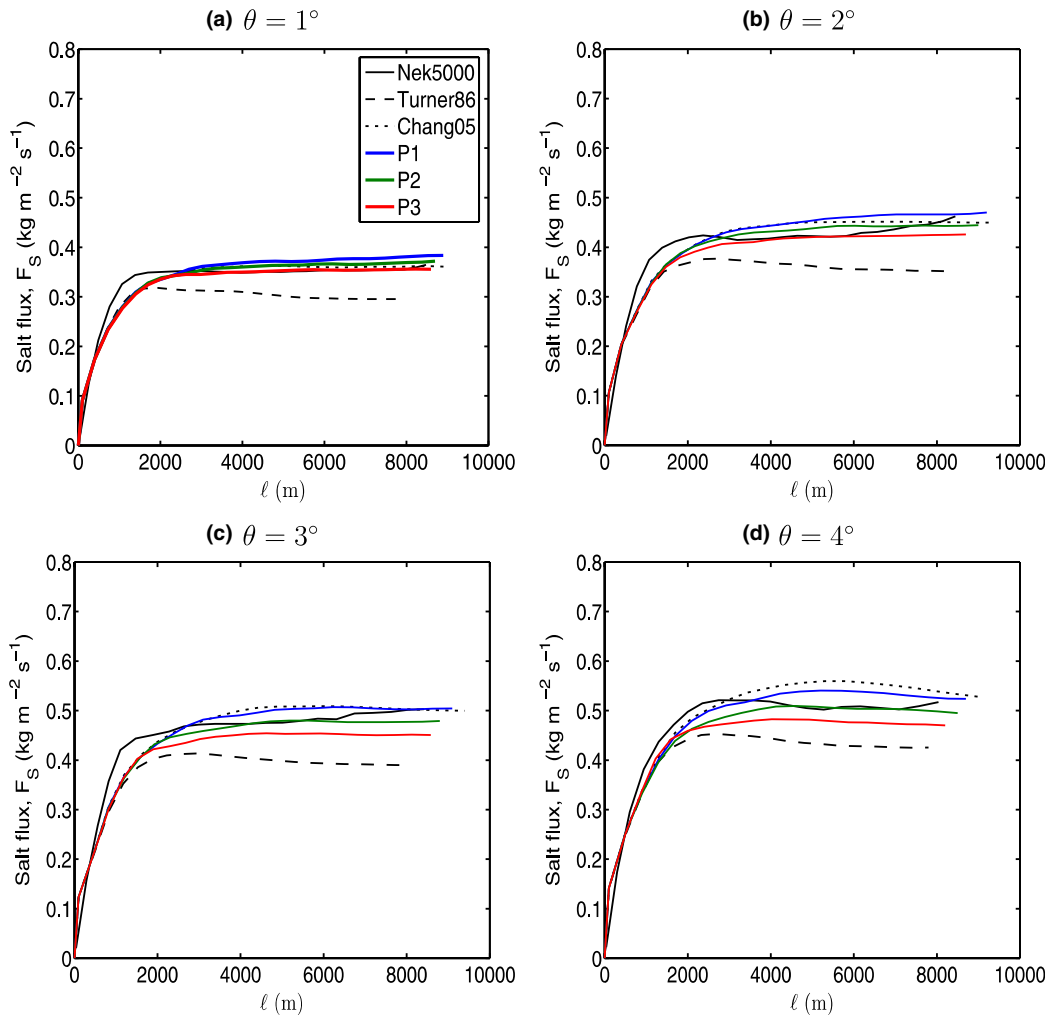 (a) θ = 1°
0.8
0.7
0.6
0.5
0.4
0.3
0.2
0.1
0
Salt flux, F_S (kg m⁻² s⁻¹)
Nek5000
Turner86
Chang05
P1
P2
P3
0 2000 4000 6000 8000 10000
ℓ (m)
(b) θ = 2°
0.8
0.7
0.6
0.5
0.4
0.3
0.2
0.1
0
Salt flux, F_S (kg m⁻² s⁻¹)
0 2000 4000 6000 8000 10000
ℓ (m)
(c) θ = 3°
0.8
0.7
0.6
0.5
0.4
0.3
0.2
0.1
0
Salt flux, F_S (kg m⁻² s⁻¹)
0 2000 4000 6000 8000 10000
ℓ (m)
(d) θ = 4°
0.8
0.7
0.6
0.5
0.4
0.3
0.2
0.1
0
Salt flux, F_S (kg m⁻² s⁻¹)
0 2000 4000 6000 8000 10000
ℓ (m)